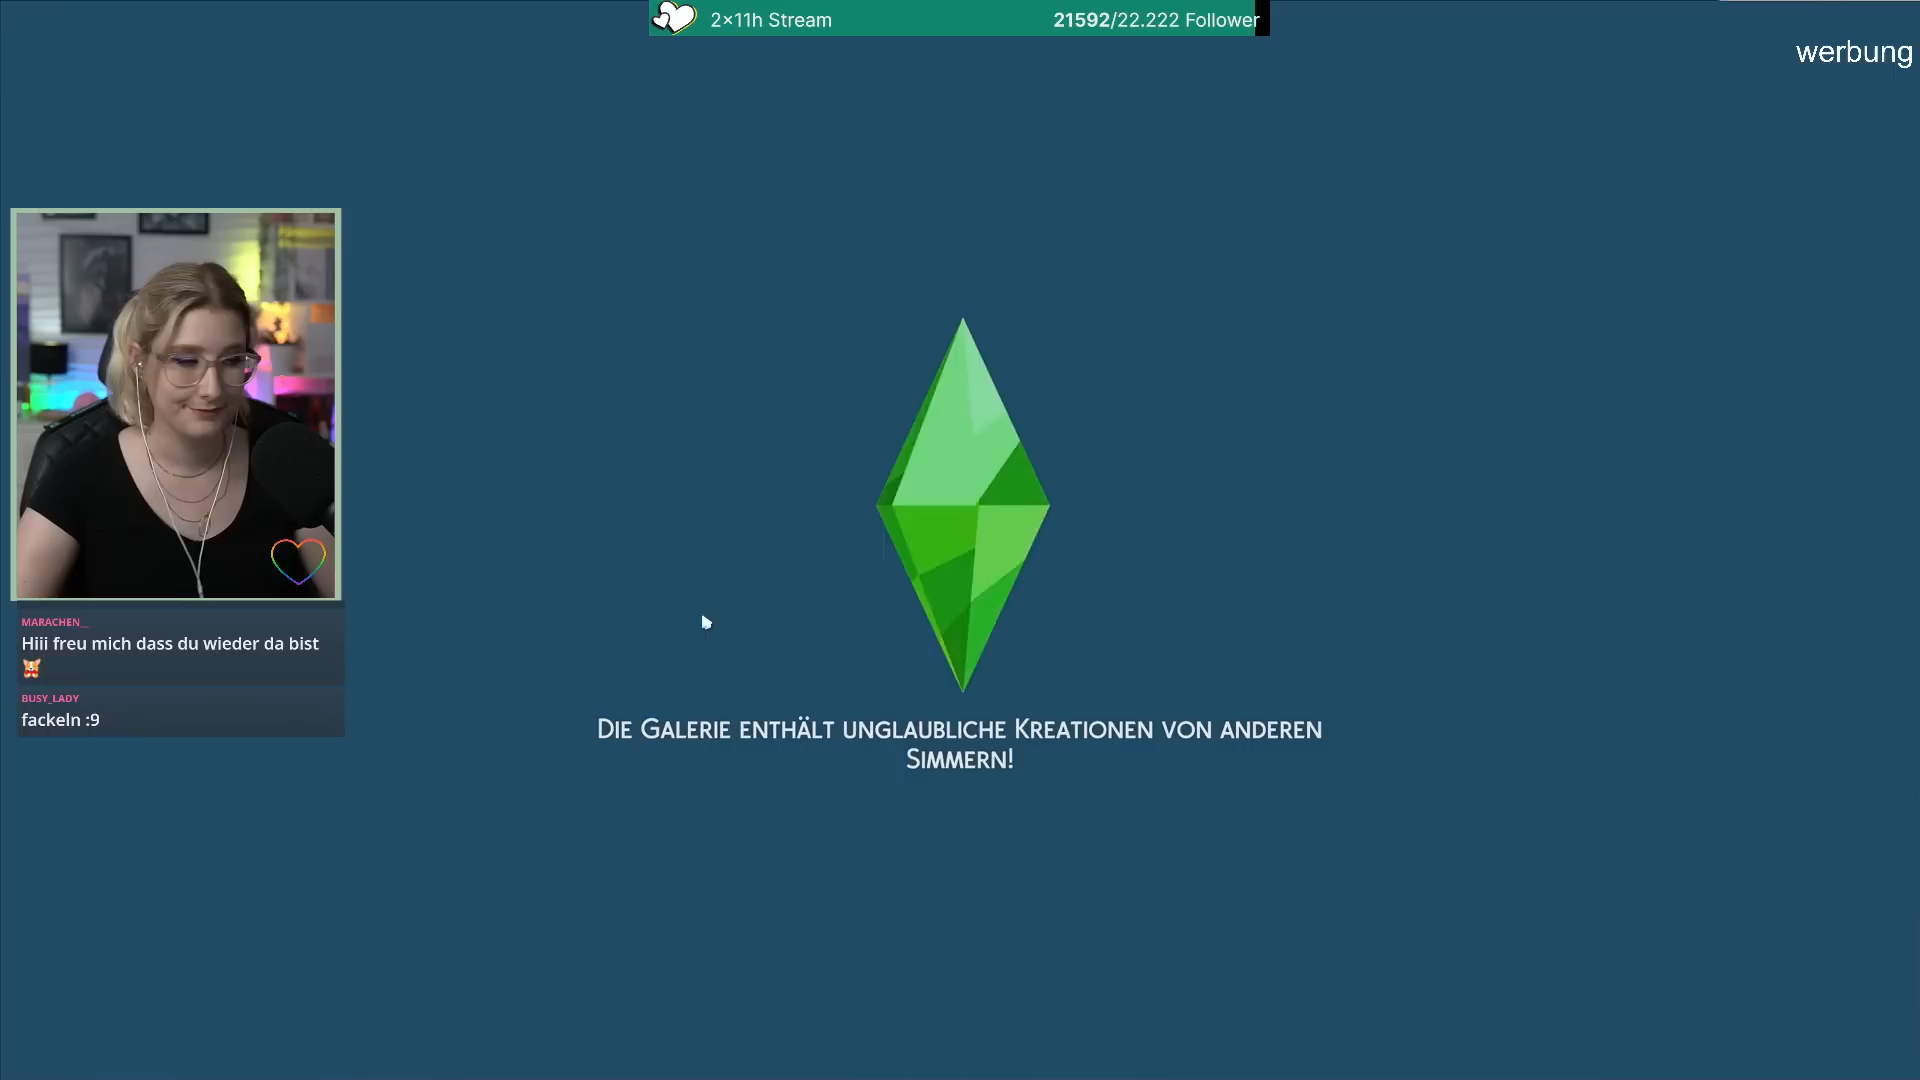 2×11h Stream 21592/22.222 Follower
werbung
MARACHEN__
Hiii freu mich dass du wieder da bist
BUSY_LADY
fackeln :9
DIE GALERIE ENTHÄLT UNGLAUBLICHE KREATIONEN VON ANDEREN
SIMMERN!